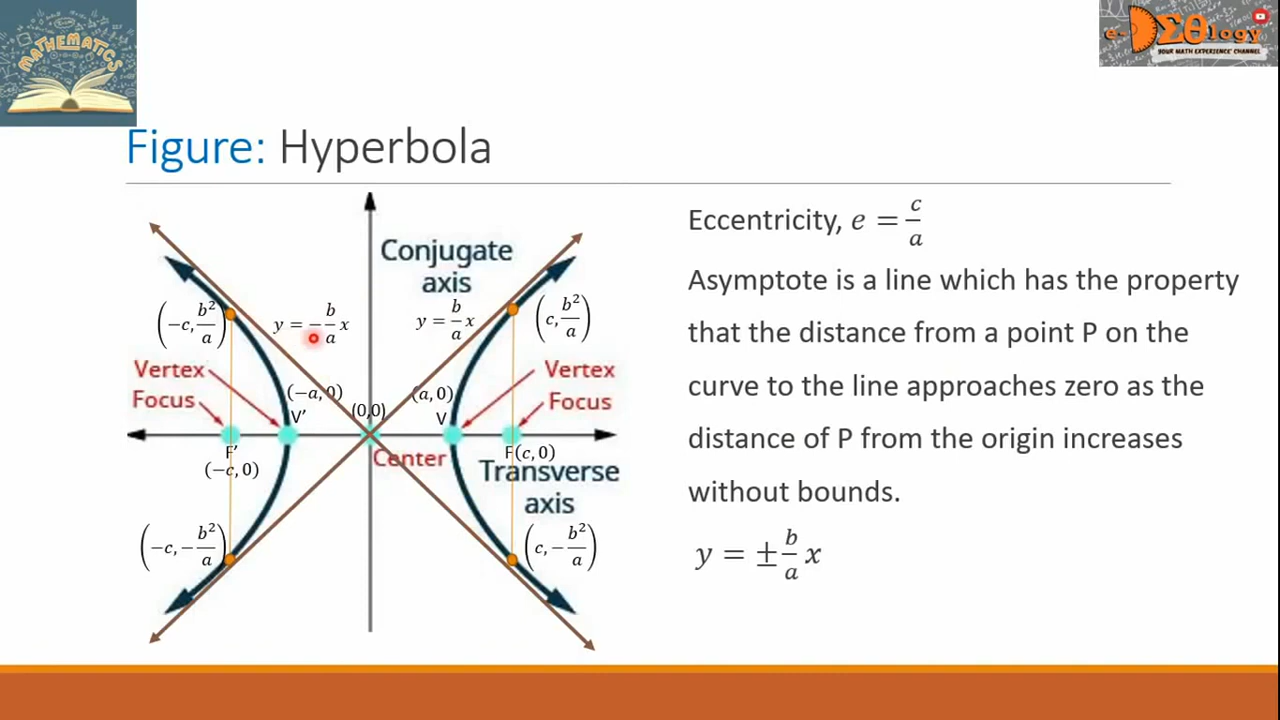 MATHEMATICS
e-DΣθlogy
YOUR MATH EXPERIENCE CHANNEL
Figure: Hyperbola
Conjugate
axis
(-c, b²/a)
y = -b/a x
y = b/a x
(c, b²/a)
Vertex
Focus
(-a, 0)
V'
(0,0)
(a, 0)
V
Vertex
Focus
F'
(-c, 0)
Center
F(c, 0)
Transverse
axis
(-c, -b²/a)
(c, -b²/a)
Eccentricity, e = c/a
Asymptote is a line which has the property
that the distance from a point P on the
curve to the line approaches zero as the
distance of P from the origin increases
without bounds.
y = ±b/a x